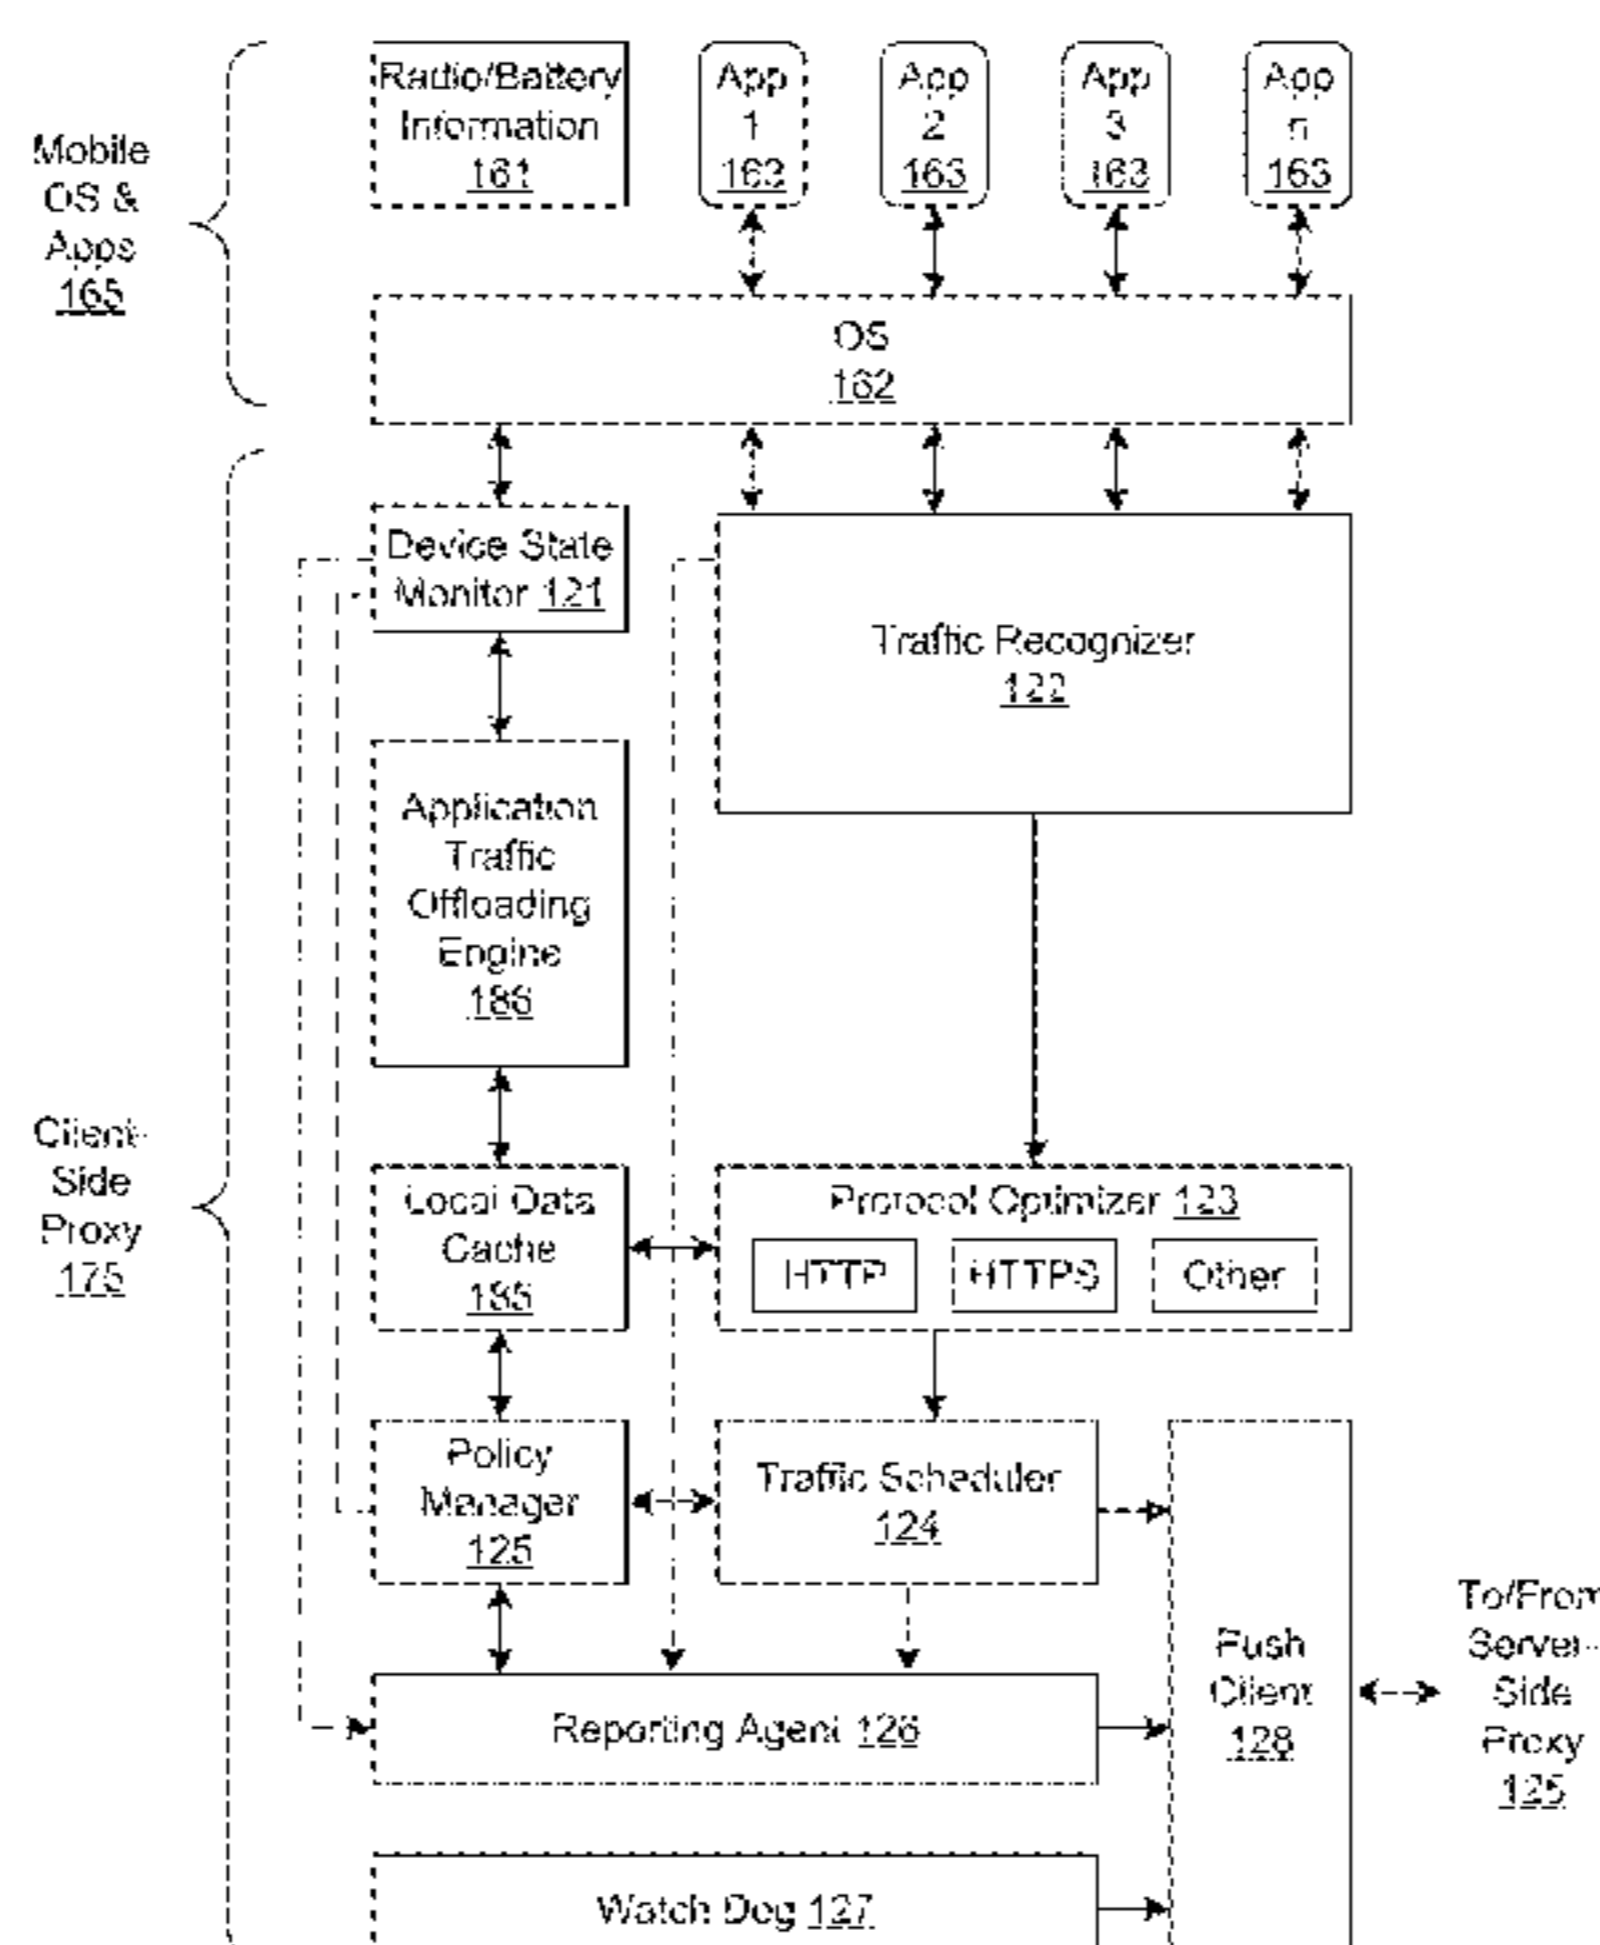 Mobile
OS &
Apps
165
Radio/Battery
Information
161
App
1
163
App
2
163
App
3
163
App
n
163
OS
162
Client-
Side
Proxy
175
Device State
Monitor 121
Traffic Recognizer
122
Application
Traffic
Offloading
Engine
186
Local Data
Cache
185
Protocol Optimizer 123
HTTP
HTTPS
Other
Policy
Manager
125
Traffic Scheduler
124
Reporting Agent 126
Watch Dog 127
Push
Client
128
To/From
Server-
Side
Proxy
125